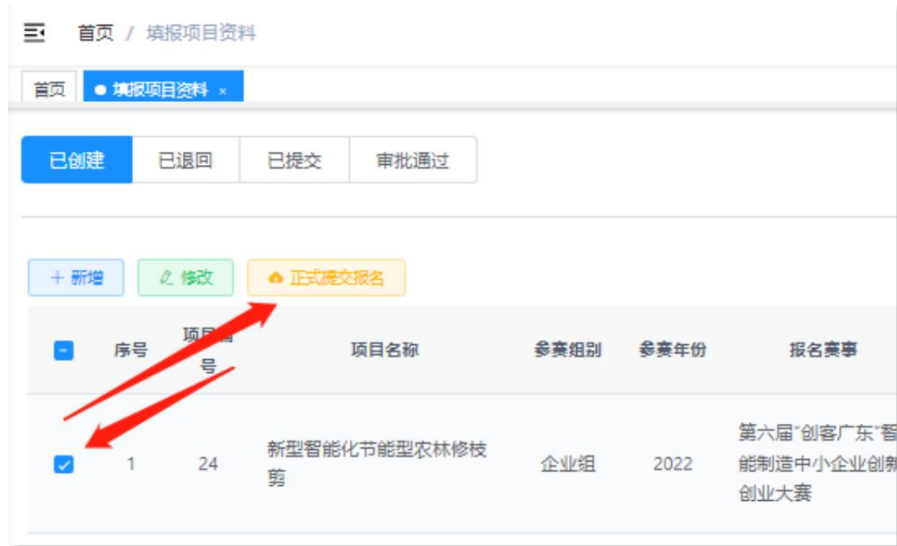 首页 / 填报项目资料
首页 填报项目资料 ×
已创建 已退回 已提交 审批通过
+ 新增 修改 正式提交报名
序号 项目编号 项目名称 参赛组别 参赛年份 报名赛事
1 24 新型智能化节能型农林修枝 企业组 2022 第六届"创客广东"智
剪 能制造中小企业创新
创业大赛